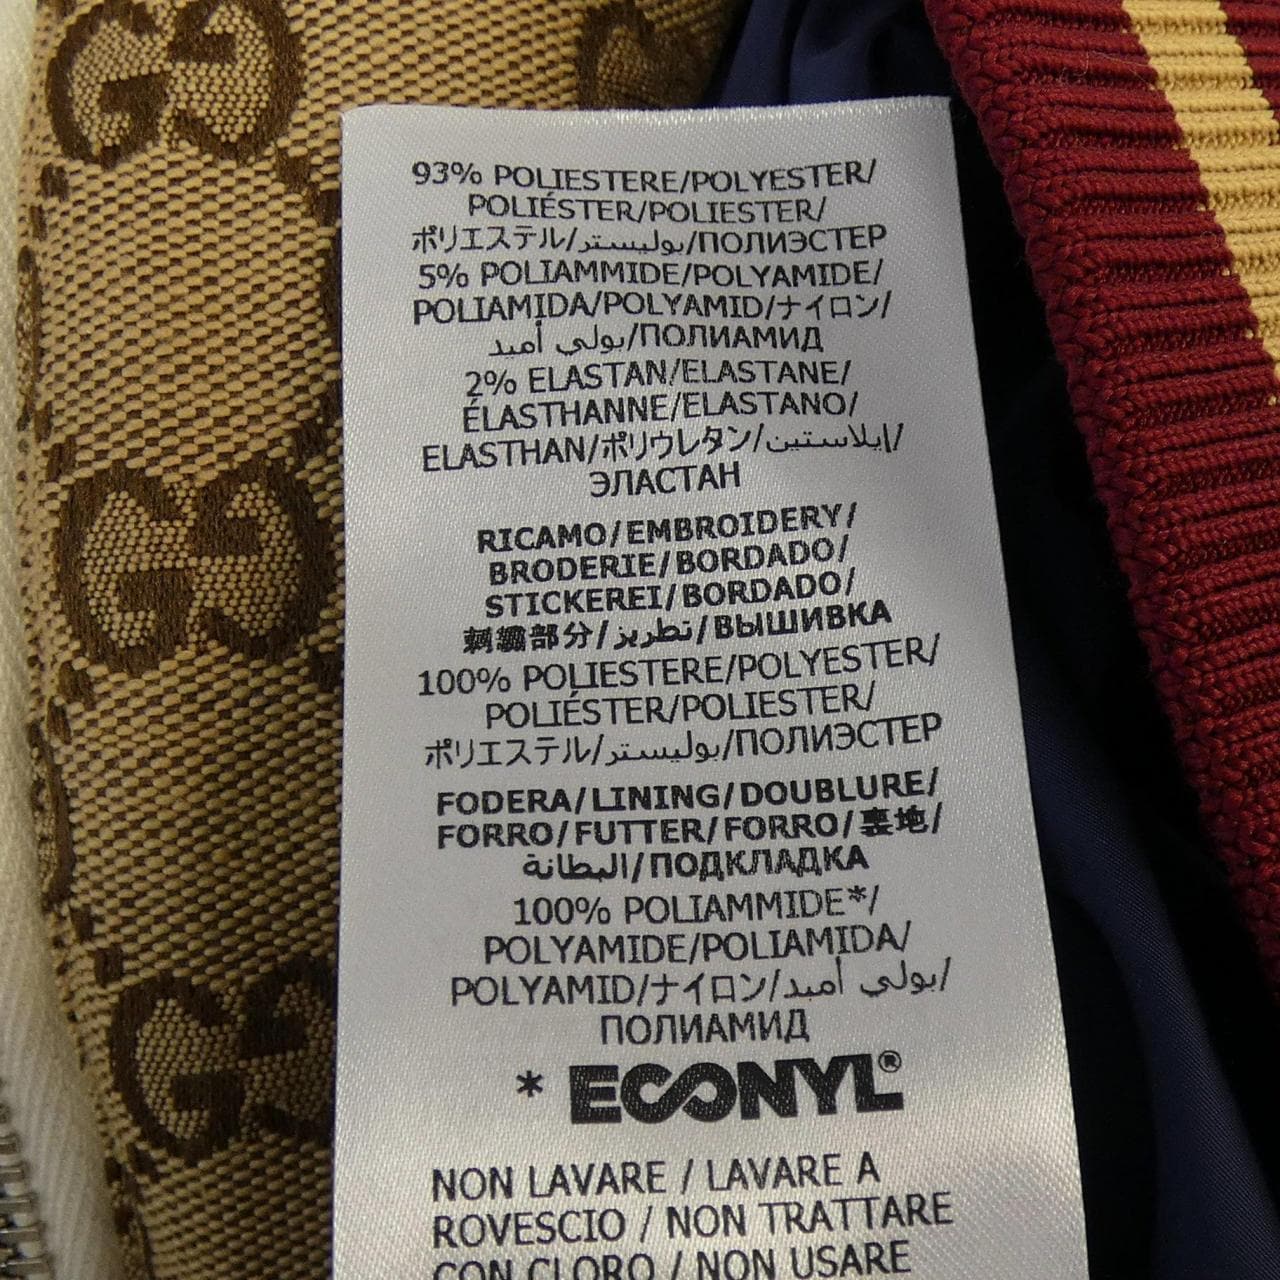 93% POLIESTERE/POLYESTER/
POLIÉSTER/POLIESTER/
ポリエステル/بوليستر/ПОЛИЭСТЕР
5% POLIAMMIDE/POLYAMIDE/
POLIAMIDA/POLYAMID/ナイロン/
بولي أميد/ПОЛИАМИД
2% ELASTAN/ELASTANE/
ÉLASTHANNE/ELASTANO/
ELASTHAN/ポリウレタン/إيلاستين/
ЭЛАСТАН
RICAMO/EMBROIDERY/
BRODERIE/BORDADO/
STICKEREI/BORDADO/
刺繍部分/تطريز/ВЫШИВКА
100% POLIESTERE/POLYESTER/
POLIÉSTER/POLIESTER/
ポリエステル/بوليستر/ПОЛИЭСТЕР
FODERA/LINING/DOUBLURE/
FORRO/FUTTER/FORRO/裏地/
البطانة/ПОДКЛАДКА
100% POLIAMMIDE*/
POLYAMIDE/POLIAMIDA/
POLYAMID/ナイロン/بولي أميد/
ПОЛИАМИД
* ECONYL®
NON LAVARE / LAVARE A
ROVESCIO / NON TRATTARE
CON CLORO / NON USARE